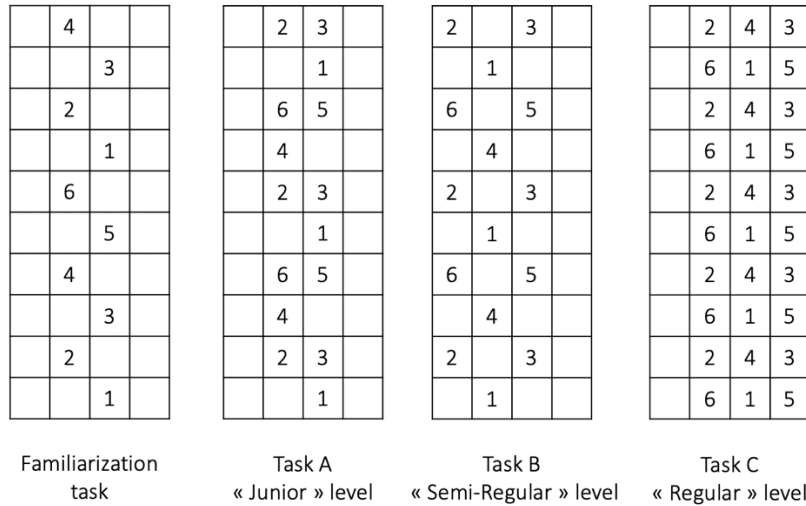 4 2 3 2 3 2 4 3
3 1 1 6 1 5
2 6 5 6 5 2 4 3
1 4 4 6 1 5
6 2 3 2 3 2 4 3
5 1 1 6 1 5
4 6 5 6 5 2 4 3
3 4 4 6 1 5
2 2 3 2 3 2 4 3
1 1 1 6 1 5
Familiarization Task A Task B Task C
task « Junior » level « Semi-Regular » level « Regular » level